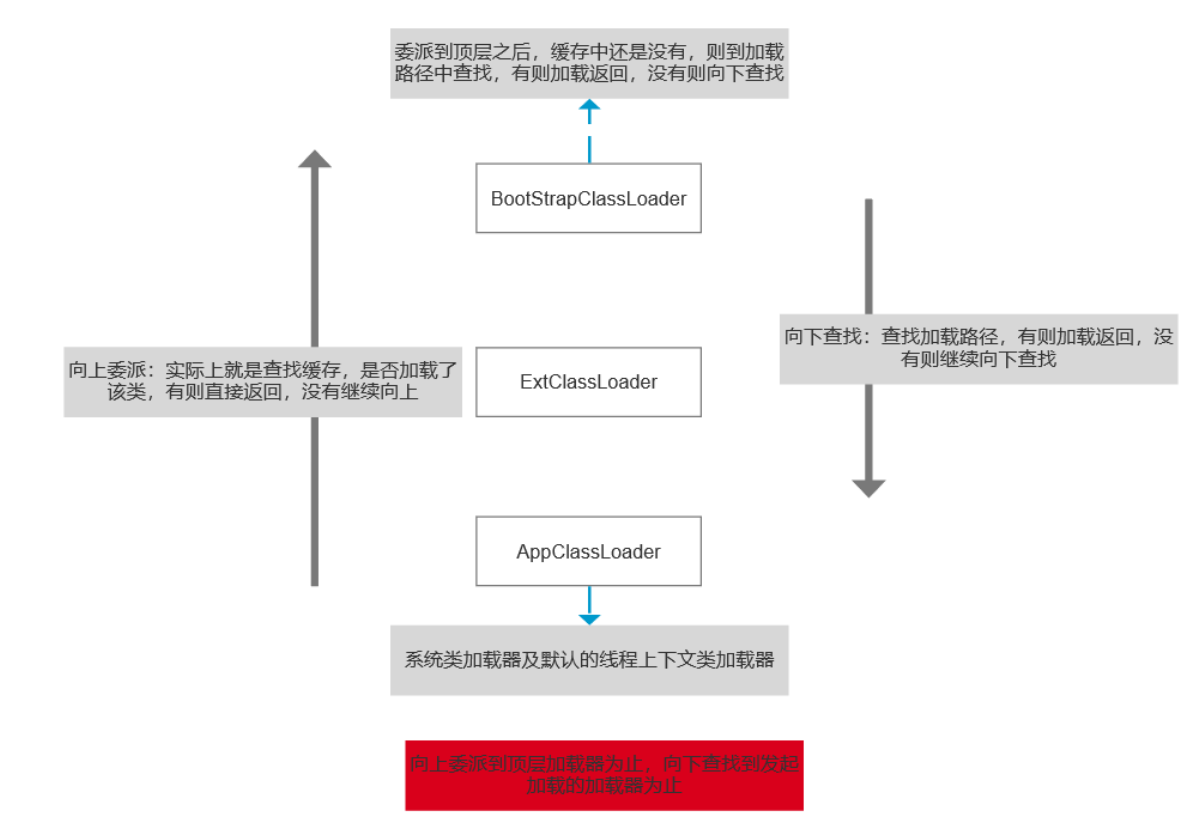 委派到顶层之后，缓存中还是没有，则到加载
路径中查找，有则加载返回，没有则向下查找
BootStrapClassLoader
向下查找：查找加载路径，有则加载返回，没
有则继续向下查找
向上委派：实际上就是查找缓存，是否加载了
该类，有则直接返回，没有继续向上
ExtClassLoader
AppClassLoader
系统类加载器及默认的线程上下文类加载器
向上委派到顶层加载器为止，向下查找到发起
加载的加载器为止